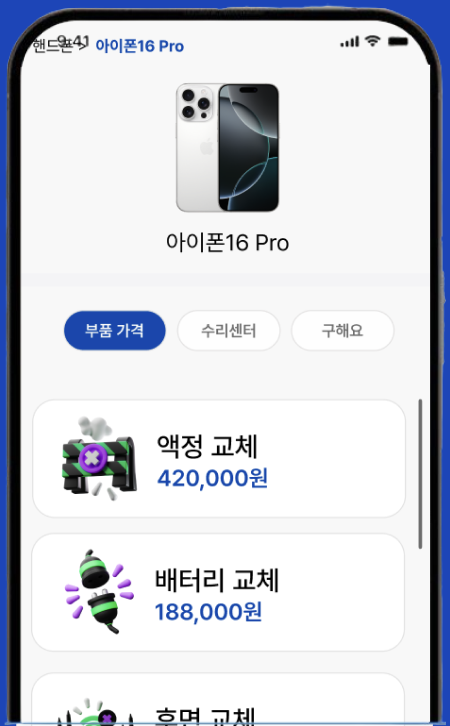 9:41
핸드폰 > 아이폰16 Pro
아이폰16 Pro
부품 가격
수리센터
구해요
액정 교체
420,000원
배터리 교체
188,000원
후면 교체